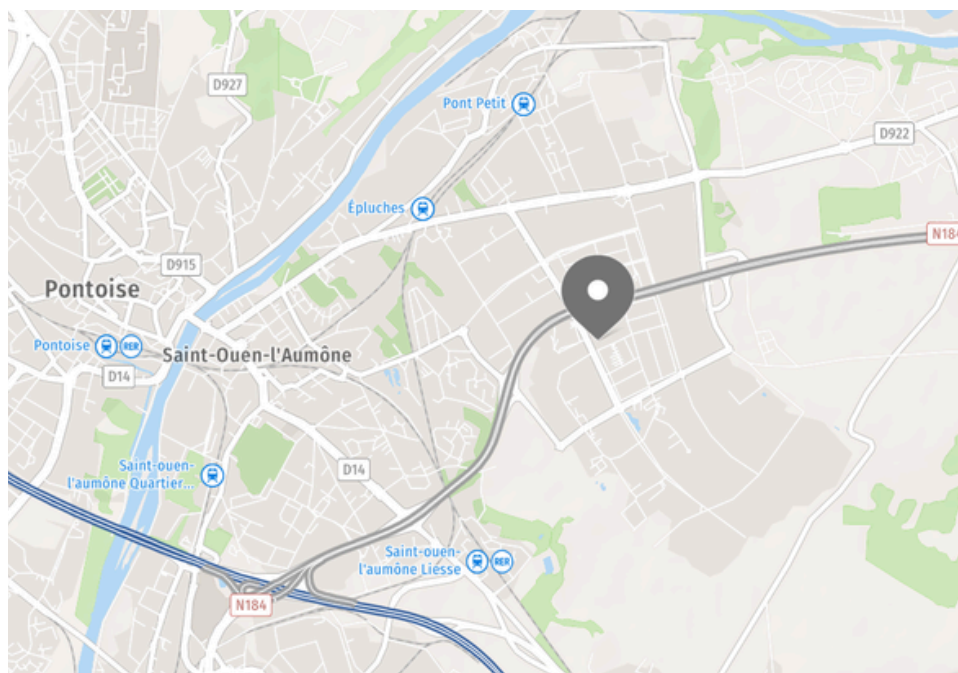 D927
Pont Petit
D922
Épluches
N184
D915
Pontoise
Pontoise
RER
Saint-Ouen-l'Aumône
D14
Saint-ouen-
l'aumône Quartier...
D14
Saint-ouen-
l'aumône Liesse
RER
N184